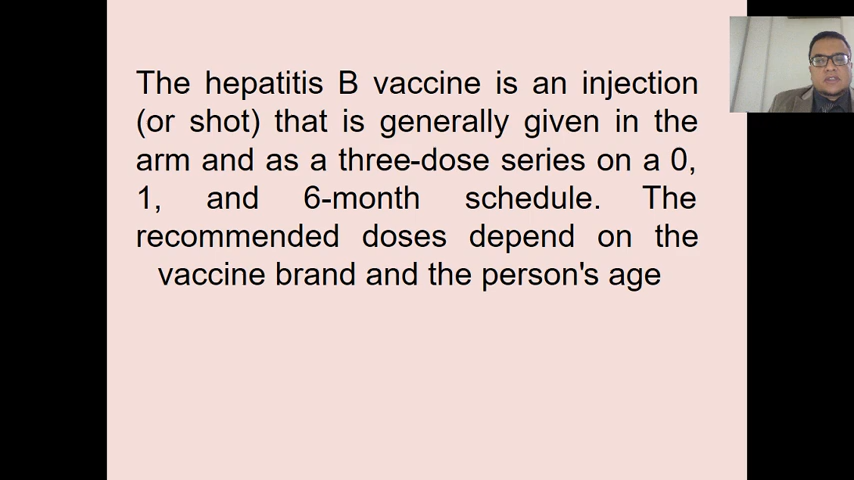 The hepatitis B vaccine is an injection
(or shot) that is generally given in the
arm and as a three-dose series on a 0,
1, and 6-month schedule. The
recommended doses depend on the
vaccine brand and the person's age